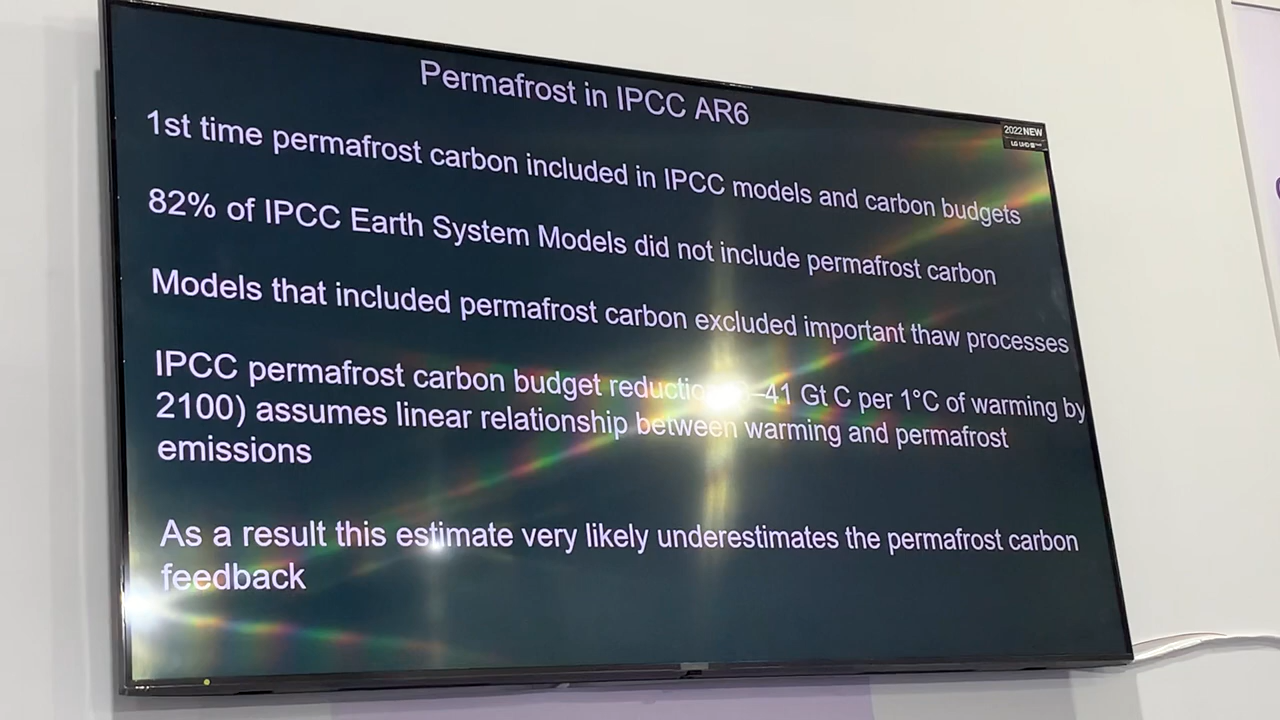 Permafrost in IPCC AR6
2022 NEW
LG UHD
1st time permafrost carbon included in IPCC models and carbon budgets
82% of IPCC Earth System Models did not include permafrost carbon
Models that included permafrost carbon excluded important thaw processes
IPCC permafrost carbon budget –41 Gt C per 1°C of warming by
2100) assumes linear relationship between warming and permafrost
emissions
As a result this estimate very likely underestimates the permafrost carbon
feedback